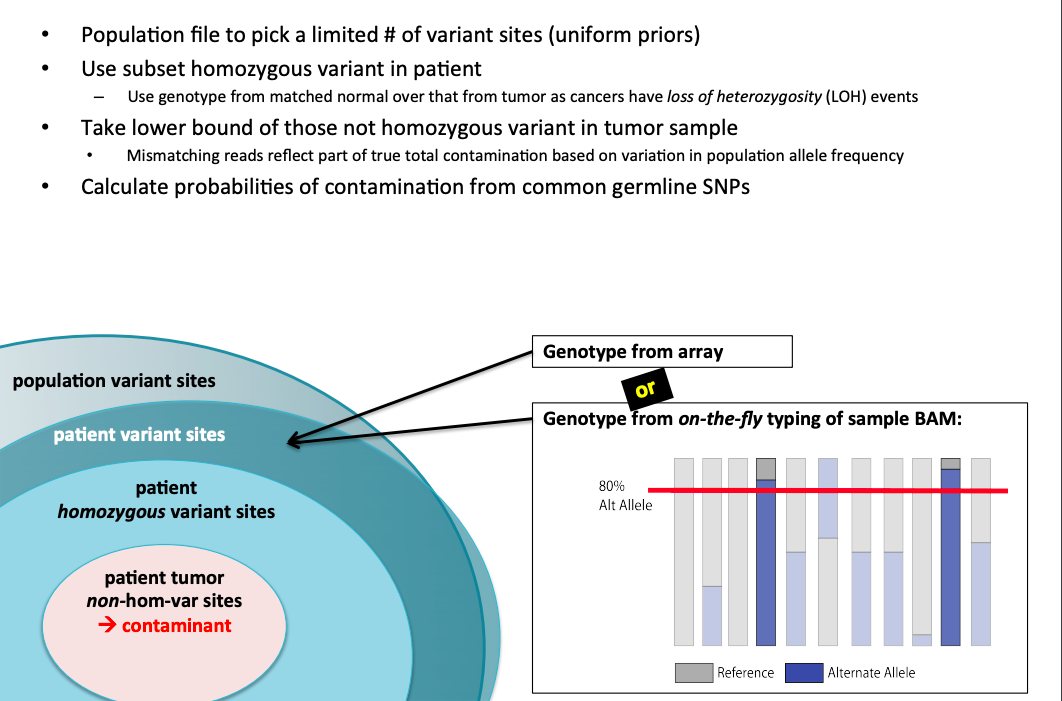 • Population file to pick a limited # of variant sites (uniform priors)
• Use subset homozygous variant in patient
– Use genotype from matched normal over that from tumor as cancers have loss of heterozygosity (LOH) events
• Take lower bound of those not homozygous variant in tumor sample
• Mismatching reads reflect part of true total contamination based on variation in population allele frequency
• Calculate probabilities of contamination from common germline SNPs
population variant sites
patient variant sites
patient
homozygous variant sites
patient tumor
non-hom-var sites
→ contaminant
Genotype from array
or
Genotype from on-the-fly typing of sample BAM:
80%
Alt Allele
Reference
Alternate Allele